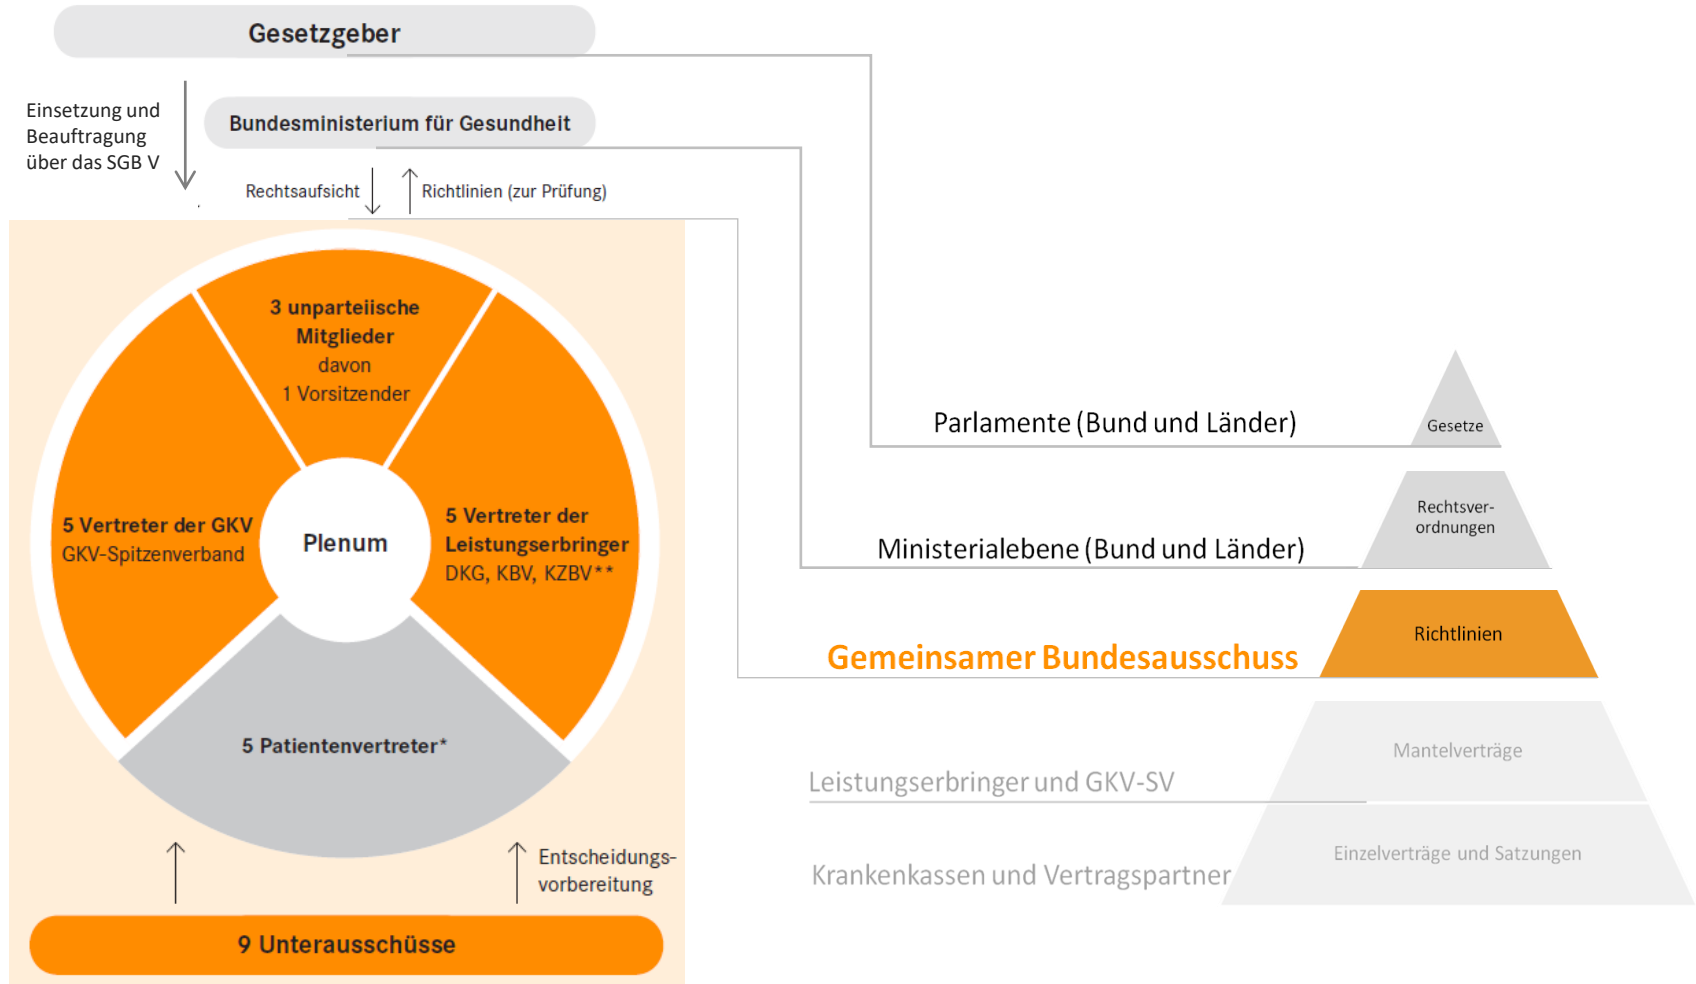 Gesetzgeber
Einsetzung und
Beauftragung
über das SGB V
Bundesministerium für Gesundheit
Rechtsaufsicht
Richtlinien (zur Prüfung)
3 unparteiische
Mitglieder
davon
1 Vorsitzender
5 Vertreter der GKV
GKV-Spitzenverband
Plenum
5 Vertreter der
Leistungserbringer
DKG, KBV, KZBV**
5 Patientenvertreter*
Entscheidungs-
vorbereitung
9 Unterausschüsse
Parlamente (Bund und Länder)
Gesetze
Ministerialebene (Bund und Länder)
Rechtsver-
ordnungen
Gemeinsamer Bundesausschuss
Richtlinien
Leistungserbringer und GKV-SV
Mantelverträge
Krankenkassen und Vertragspartner
Einzelverträge und Satzungen